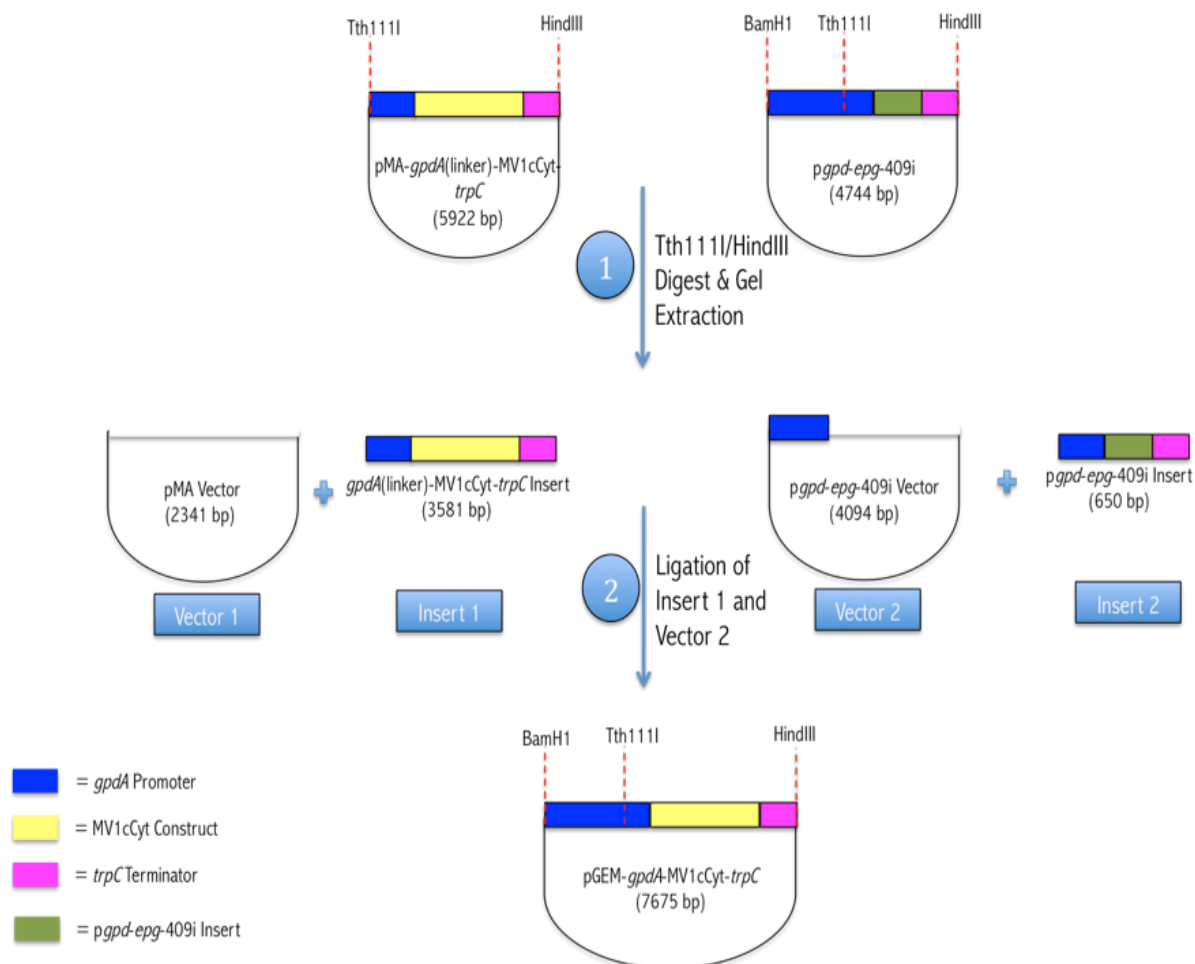 Tth111I
HindIII
BamH1
Tth111I
HindIII
pMA-gpdA(linker)-MV1cCyt-
trpC
(5922 bp)
pgpd-epg-409i
(4744 bp)
1
Tth111I/HindIII
Digest & Gel
Extraction
pMA Vector
(2341 bp)
gpdA(linker)-MV1cCyt-trpC Insert
(3581 bp)
pgpd-epg-409i Vector
(4094 bp)
pgpd-epg-409i Insert
(650 bp)
Vector 1
Insert 1
2
Ligation of
Insert 1 and
Vector 2
Vector 2
Insert 2
BamH1
Tth111I
HindIII
pGEM-gpdA-MV1cCyt-trpC
(7675 bp)
= gpdA Promoter
= MV1cCyt Construct
= trpC Terminator
= pgpd-epg-409i Insert